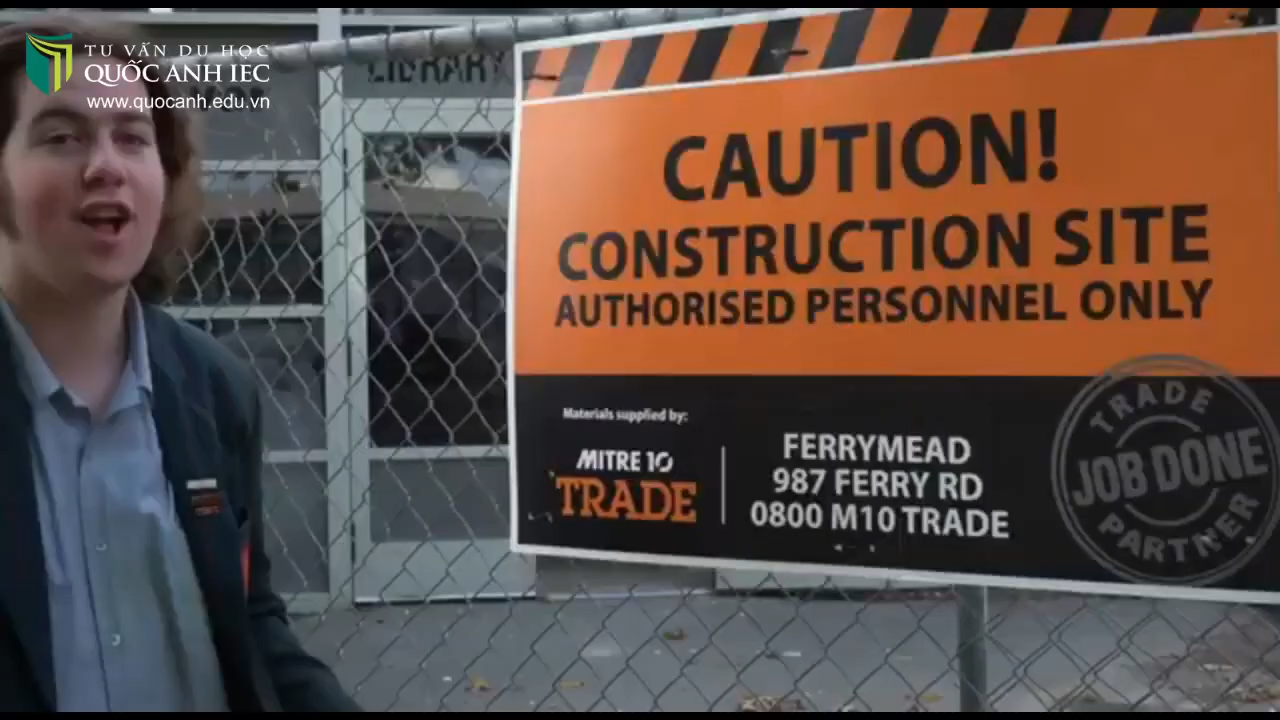 TƯ VẤN DU HỌC
QUỐC ANH IEC
www.quocanh.edu.vn
LIBRARY
CAUTION!
CONSTRUCTION SITE
AUTHORISED PERSONNEL ONLY
Materials supplied by:
MITRE 10
TRADE
FERRYMEAD
987 FERRY RD
0800 M10 TRADE
TRADE
JOB DONE
PARTNER